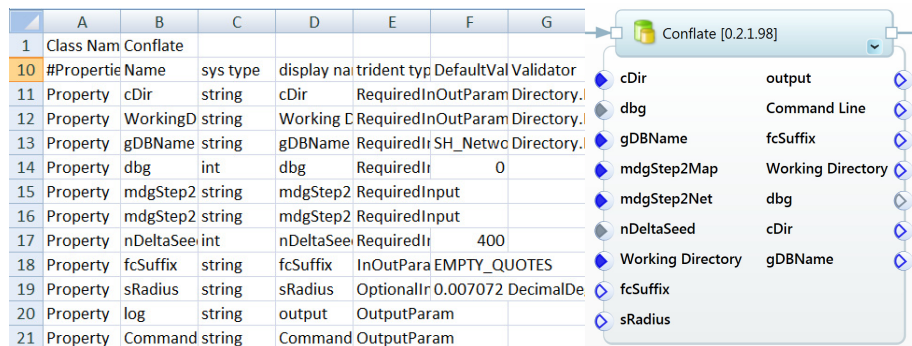 A B C D E F G
1 Class Nam Conflate
10 #Propertie Name sys type display nar trident typ DefaultVal Validator
11 Property cDir string cDir RequiredInOutParam Directory.
12 Property WorkingD string Working D RequiredInOutParam Directory.
13 Property gDBName string gDBName RequiredIr SH_Netwo Directory.
14 Property dbg int dbg RequiredIr 0
15 Property mdgStep2 string mdgStep2 RequiredInput
16 Property mdgStep2 string mdgStep2 RequiredInput
17 Property nDeltaSee int nDeltaSee RequiredIr 400
18 Property fcSuffix string fcSuffix InOutPara EMPTY_QUOTES
19 Property sRadius string sRadius OptionalIn 0.007072 DecimalDe
20 Property log string output OutputParam
21 Property Command string Command OutputParam
Conflate [0.2.1.98]
cDir output
dbg Command Line
gDBName fcSuffix
mdgStep2Map Working Directory
mdgStep2Net dbg
nDeltaSeed cDir
Working Directory gDBName
fcSuffix
sRadius